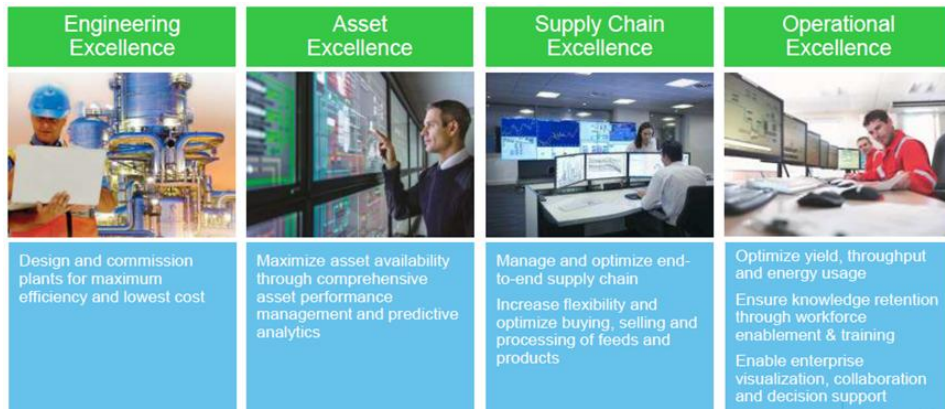 Engineering
Excellence
Asset
Excellence
Supply Chain
Excellence
Operational
Excellence
Design and commission
plants for maximum
efficiency and lowest cost
Maximize asset availability
through comprehensive
asset performance
management and predictive
analytics
Manage and optimize end-
to-end supply chain
Increase flexibility and
optimize buying, selling and
processing of feeds and
products
Optimize yield, throughput
and energy usage
Ensure knowledge retention
through workforce
enablement & training
Enable enterprise
visualization, collaboration
and decision support